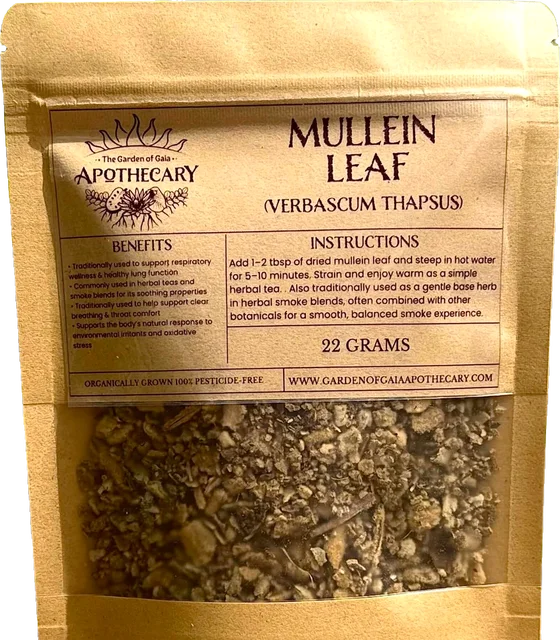 The Garden of Gaia
APOTHECARY
MULLEIN
LEAF
(VERBASCUM THAPSUS)
BENEFITS
• Traditionally used to support respiratory
wellness & healthy lung function
• Commonly used in herbal teas and
smoke blends for its soothing properties
• Traditionally used to help support clear
breathing & throat comfort
• Supports the body's natural response to
environmental irritants and oxidative
stress
INSTRUCTIONS
Add 1–2 tbsp of dried mullein leaf and steep in hot water
for 5–10 minutes. Strain and enjoy warm as a simple
herbal tea. . Also traditionally used as a gentle base herb
in herbal smoke blends, often combined with other
botanicals for a smooth, balanced smoke experience.
22 GRAMS
ORGANICALLY GROWN 100% PESTICIDE-FREE
WWW.GARDENOFGAIAAPOTHECARY.COM